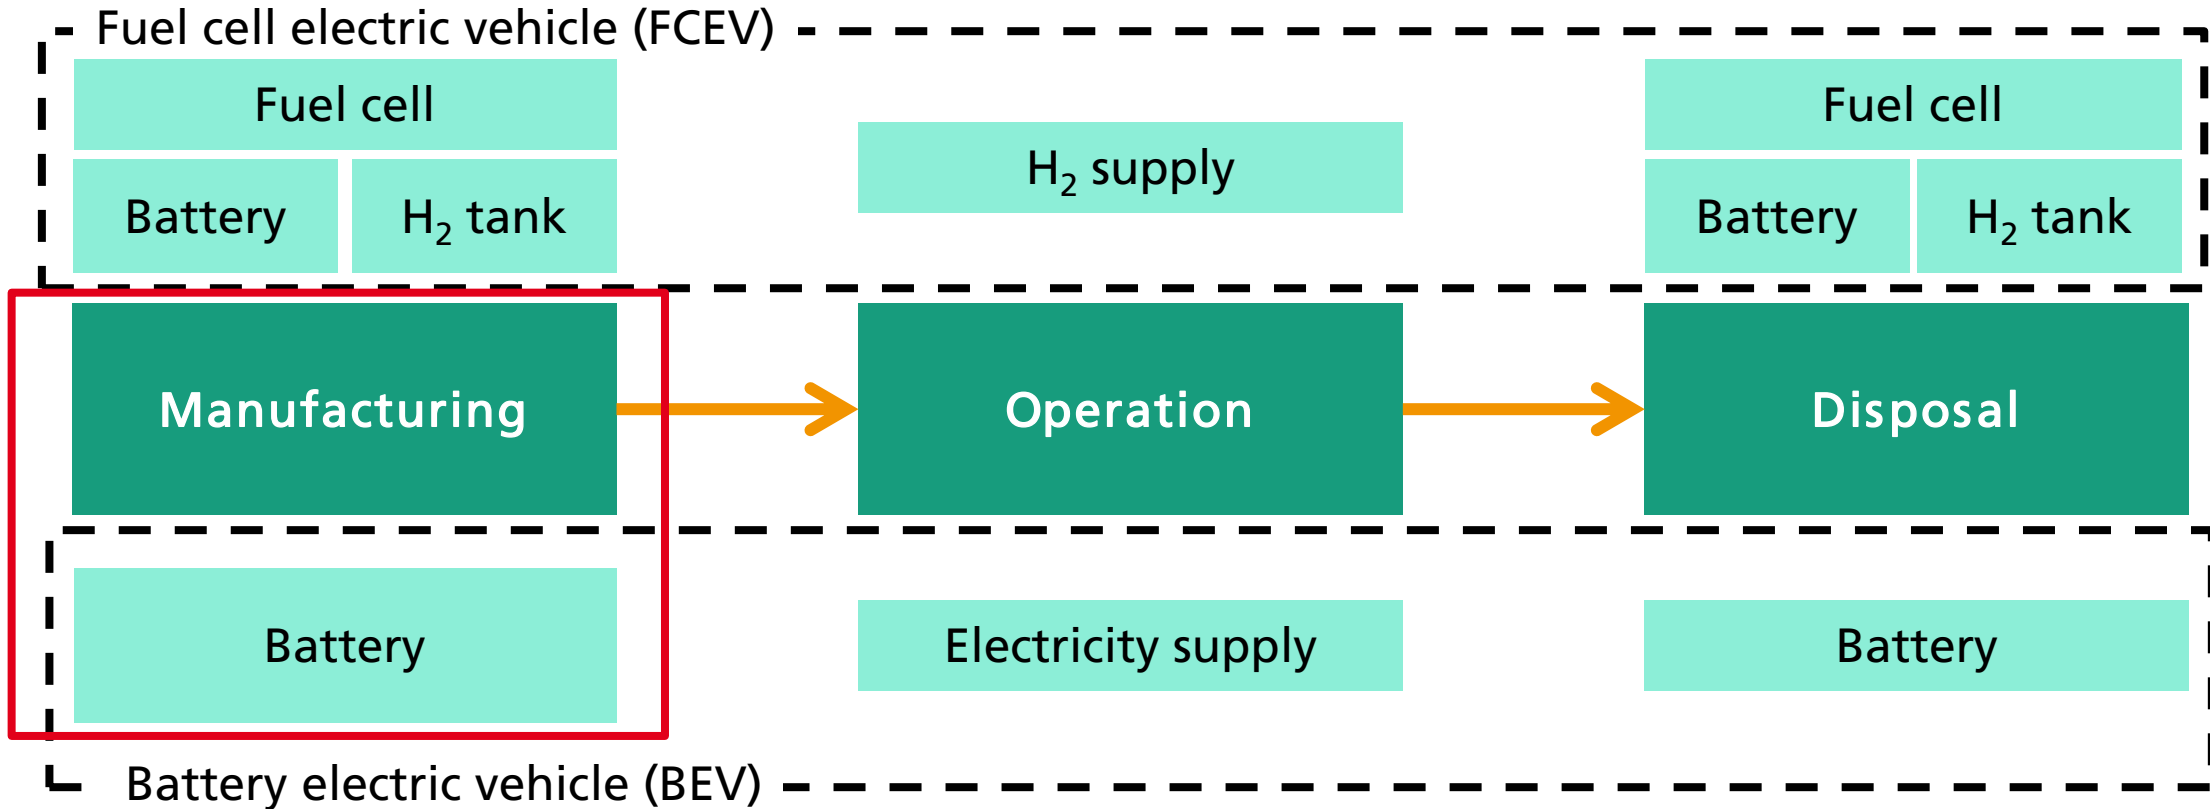 Fuel cell electric vehicle (FCEV)
Fuel cell
Battery
H₂ tank
H₂ supply
Fuel cell
Battery
H₂ tank
Manufacturing
Operation
Disposal
Battery
Electricity supply
Battery
Battery electric vehicle (BEV)